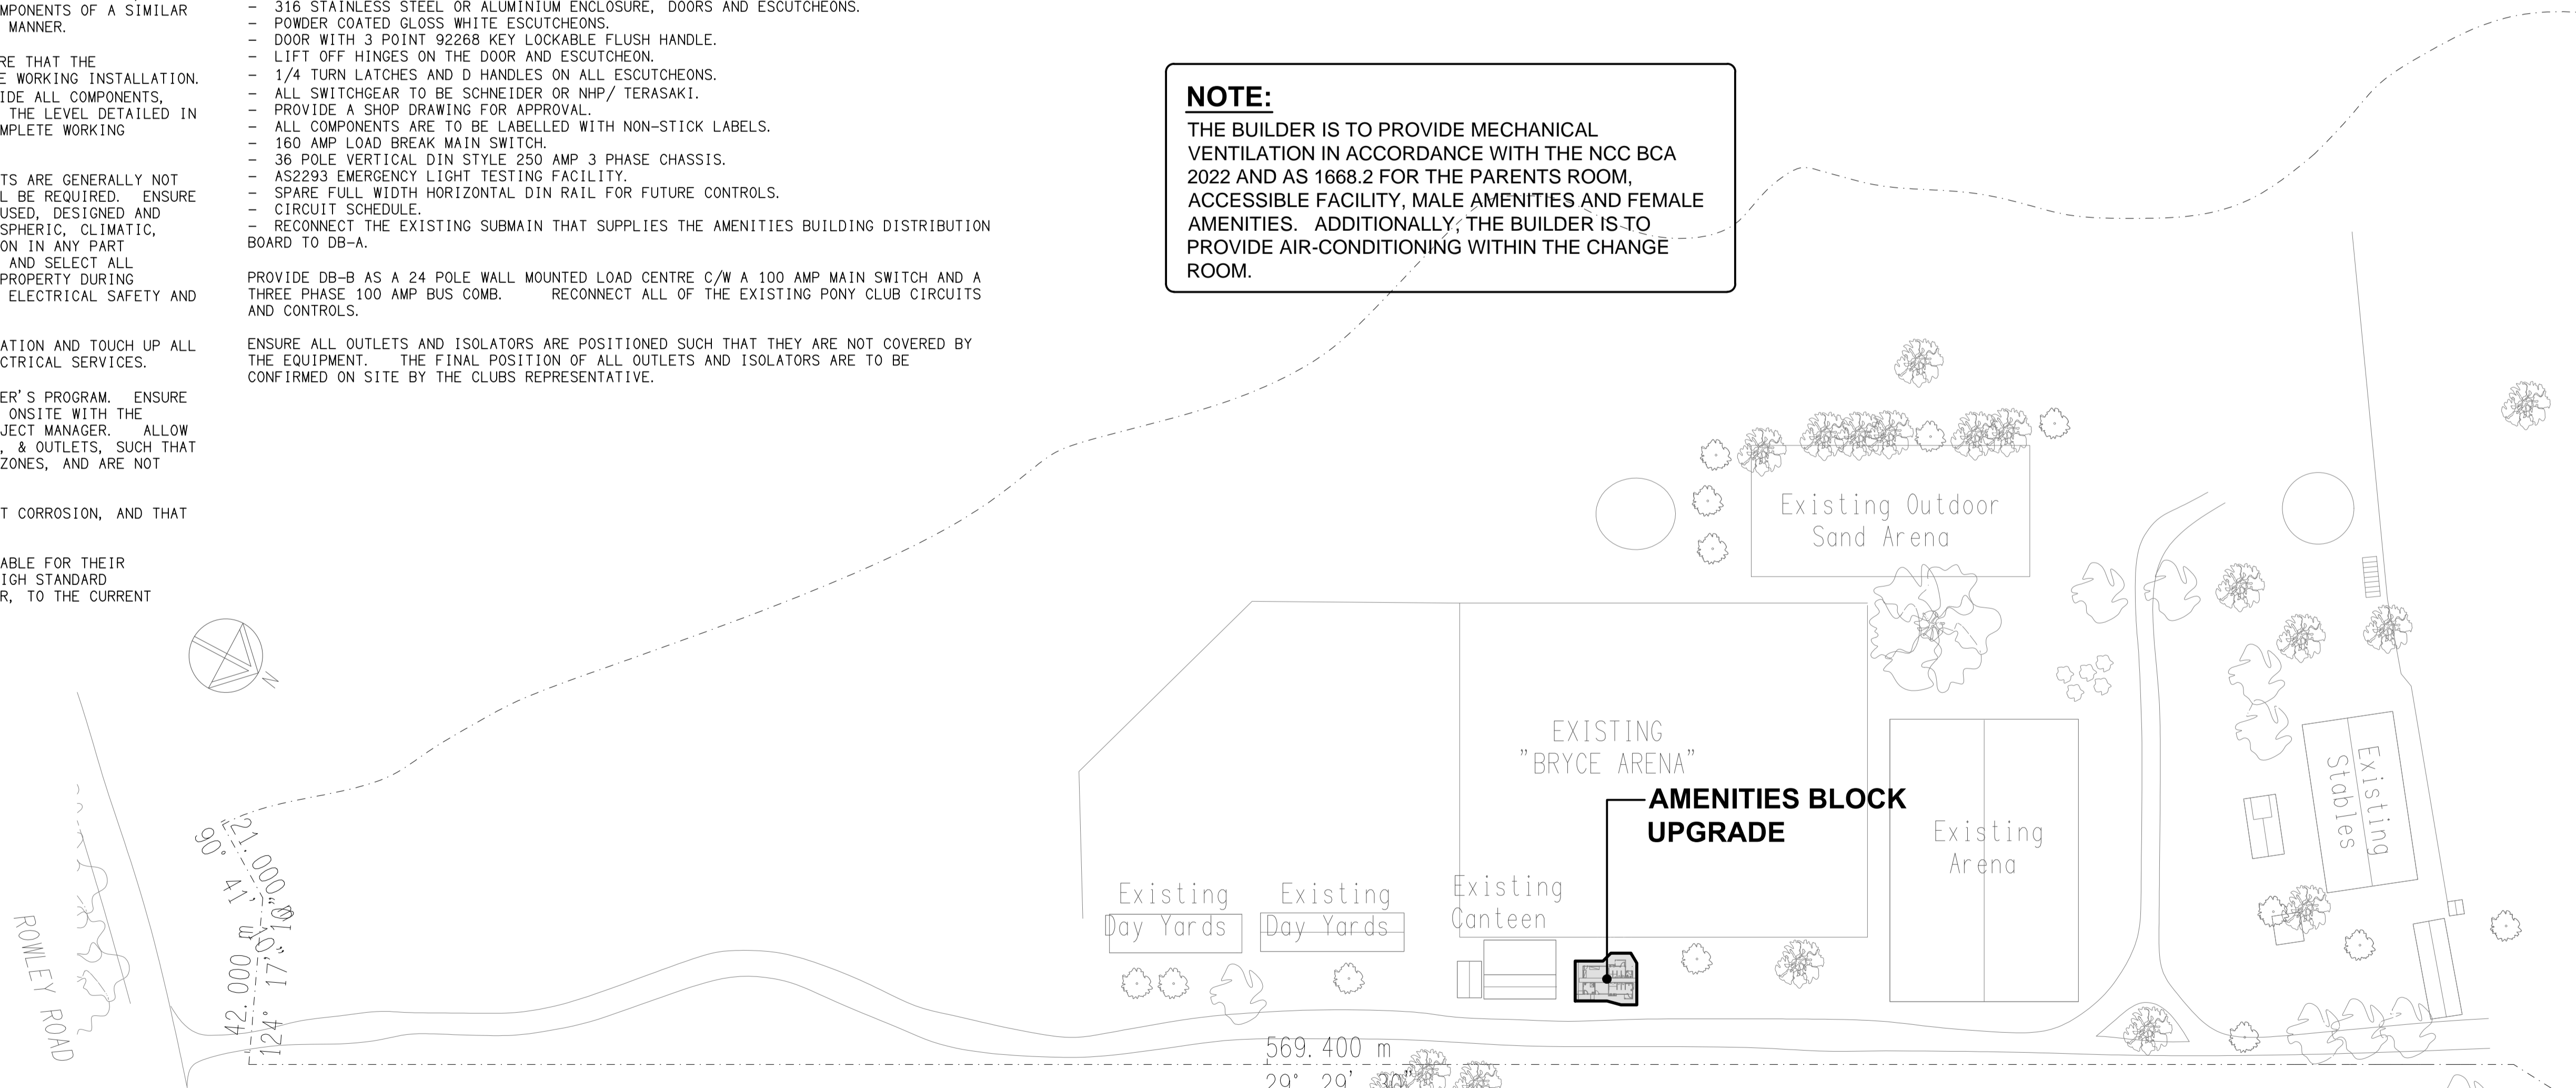 MPONENTS OF A SIMILAR
MANNER.
RE THAT THE
E WORKING INSTALLATION.
IDE ALL COMPONENTS,
THE LEVEL DETAILED IN
MPLETE WORKING
TS ARE GENERALLY NOT
L BE REQUIRED. ENSURE
USED, DESIGNED AND
SPHERIC, CLIMATIC,
ON IN ANY PART
AND SELECT ALL
PROPERTY DURING
ELECTRICAL SAFETY AND
ATION AND TOUCH UP ALL
CTRICAL SERVICES.
ER'S PROGRAM. ENSURE
ONSITE WITH THE
JECT MANAGER. ALLOW
, & OUTLETS, SUCH THAT
ZONES, AND ARE NOT
T CORROSION, AND THAT
ABLE FOR THEIR
IGH STANDARD
R, TO THE CURRENT
- 316 STAINLESS STEEL OR ALUMINIUM ENCLOSURE, DOORS AND ESCUTCHEONS.
- POWDER COATED GLOSS WHITE ESCUTCHEONS.
- DOOR WITH 3 POINT 92268 KEY LOCKABLE FLUSH HANDLE.
- LIFT OFF HINGES ON THE DOOR AND ESCUTCHEON.
- 1/4 TURN LATCHES AND D HANDLES ON ALL ESCUTCHEONS.
- ALL SWITCHGEAR TO BE SCHNEIDER OR NHP/ TERASAKI.
- PROVIDE A SHOP DRAWING FOR APPROVAL.
- ALL COMPONENTS ARE TO BE LABELLED WITH NON-STICK LABELS.
- 160 AMP LOAD BREAK MAIN SWITCH.
- 36 POLE VERTICAL DIN STYLE 250 AMP 3 PHASE CHASSIS.
- AS2293 EMERGENCY LIGHT TESTING FACILITY.
- SPARE FULL WIDTH HORIZONTAL DIN RAIL FOR FUTURE CONTROLS.
- CIRCUIT SCHEDULE.
- RECONNECT THE EXISTING SUBMAIN THAT SUPPLIES THE AMENITIES BUILDING DISTRIBUTION
BOARD TO DB-A.
PROVIDE DB-B AS A 24 POLE WALL MOUNTED LOAD CENTRE C/W A 100 AMP MAIN SWITCH AND A
THREE PHASE 100 AMP BUS COMB. RECONNECT ALL OF THE EXISTING PONY CLUB CIRCUITS
AND CONTROLS.
ENSURE ALL OUTLETS AND ISOLATORS ARE POSITIONED SUCH THAT THEY ARE NOT COVERED BY
THE EQUIPMENT. THE FINAL POSITION OF ALL OUTLETS AND ISOLATORS ARE TO BE
CONFIRMED ON SITE BY THE CLUBS REPRESENTATIVE.
NOTE:
THE BUILDER IS TO PROVIDE MECHANICAL
VENTILATION IN ACCORDANCE WITH THE NCC BCA
2022 AND AS 1668.2 FOR THE PARENTS ROOM,
ACCESSIBLE FACILITY, MALE AMENITIES AND FEMALE
AMENITIES. ADDITIONALLY, THE BUILDER IS TO
PROVIDE AIR-CONDITIONING WITHIN THE CHANGE
ROOM.
Existing Outdoor
Sand Arena
N
EXISTING
"BRYCE ARENA"
AMENITIES BLOCK
UPGRADE
Existing
Arena
Existing
Stables
Existing
Day Yards
Existing
Day Yards
Existing
Canteen
21.000 m
90° 41' 10"
42.000 m
124° 17' 10"
ROWLEY ROAD
569.400 m
29° 29' 30"